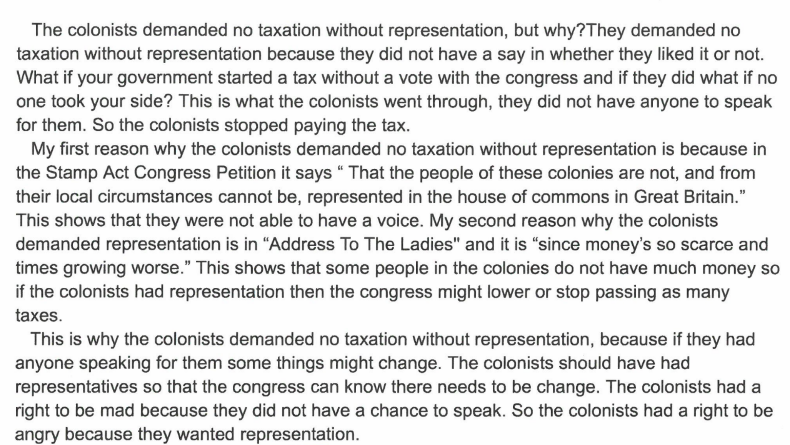 The colonists demanded no taxation without representation, but why?They demanded no
taxation without representation because they did not have a say in whether they liked it or not.
What if your government started a tax without a vote with the congress and if they did what if no
one took your side? This is what the colonists went through, they did not have anyone to speak
for them. So the colonists stopped paying the tax.
My first reason why the colonists demanded no taxation without representation is because in
the Stamp Act Congress Petition it says “ That the people of these colonies are not, and from
their local circumstances cannot be, represented in the house of commons in Great Britain.”
This shows that they were not able to have a voice. My second reason why the colonists
demanded representation is in “Address To The Ladies" and it is “since money’s so scarce and
times growing worse.” This shows that some people in the colonies do not have much money so
if the colonists had representation then the congress might lower or stop passing as many
taxes.
This is why the colonists demanded no taxation without representation, because if they had
anyone speaking for them some things might change. The colonists should have had
representatives so that the congress can know there needs to be change. The colonists had a
right to be mad because they did not have a chance to speak. So the colonists had a right to be
angry because they wanted representation.